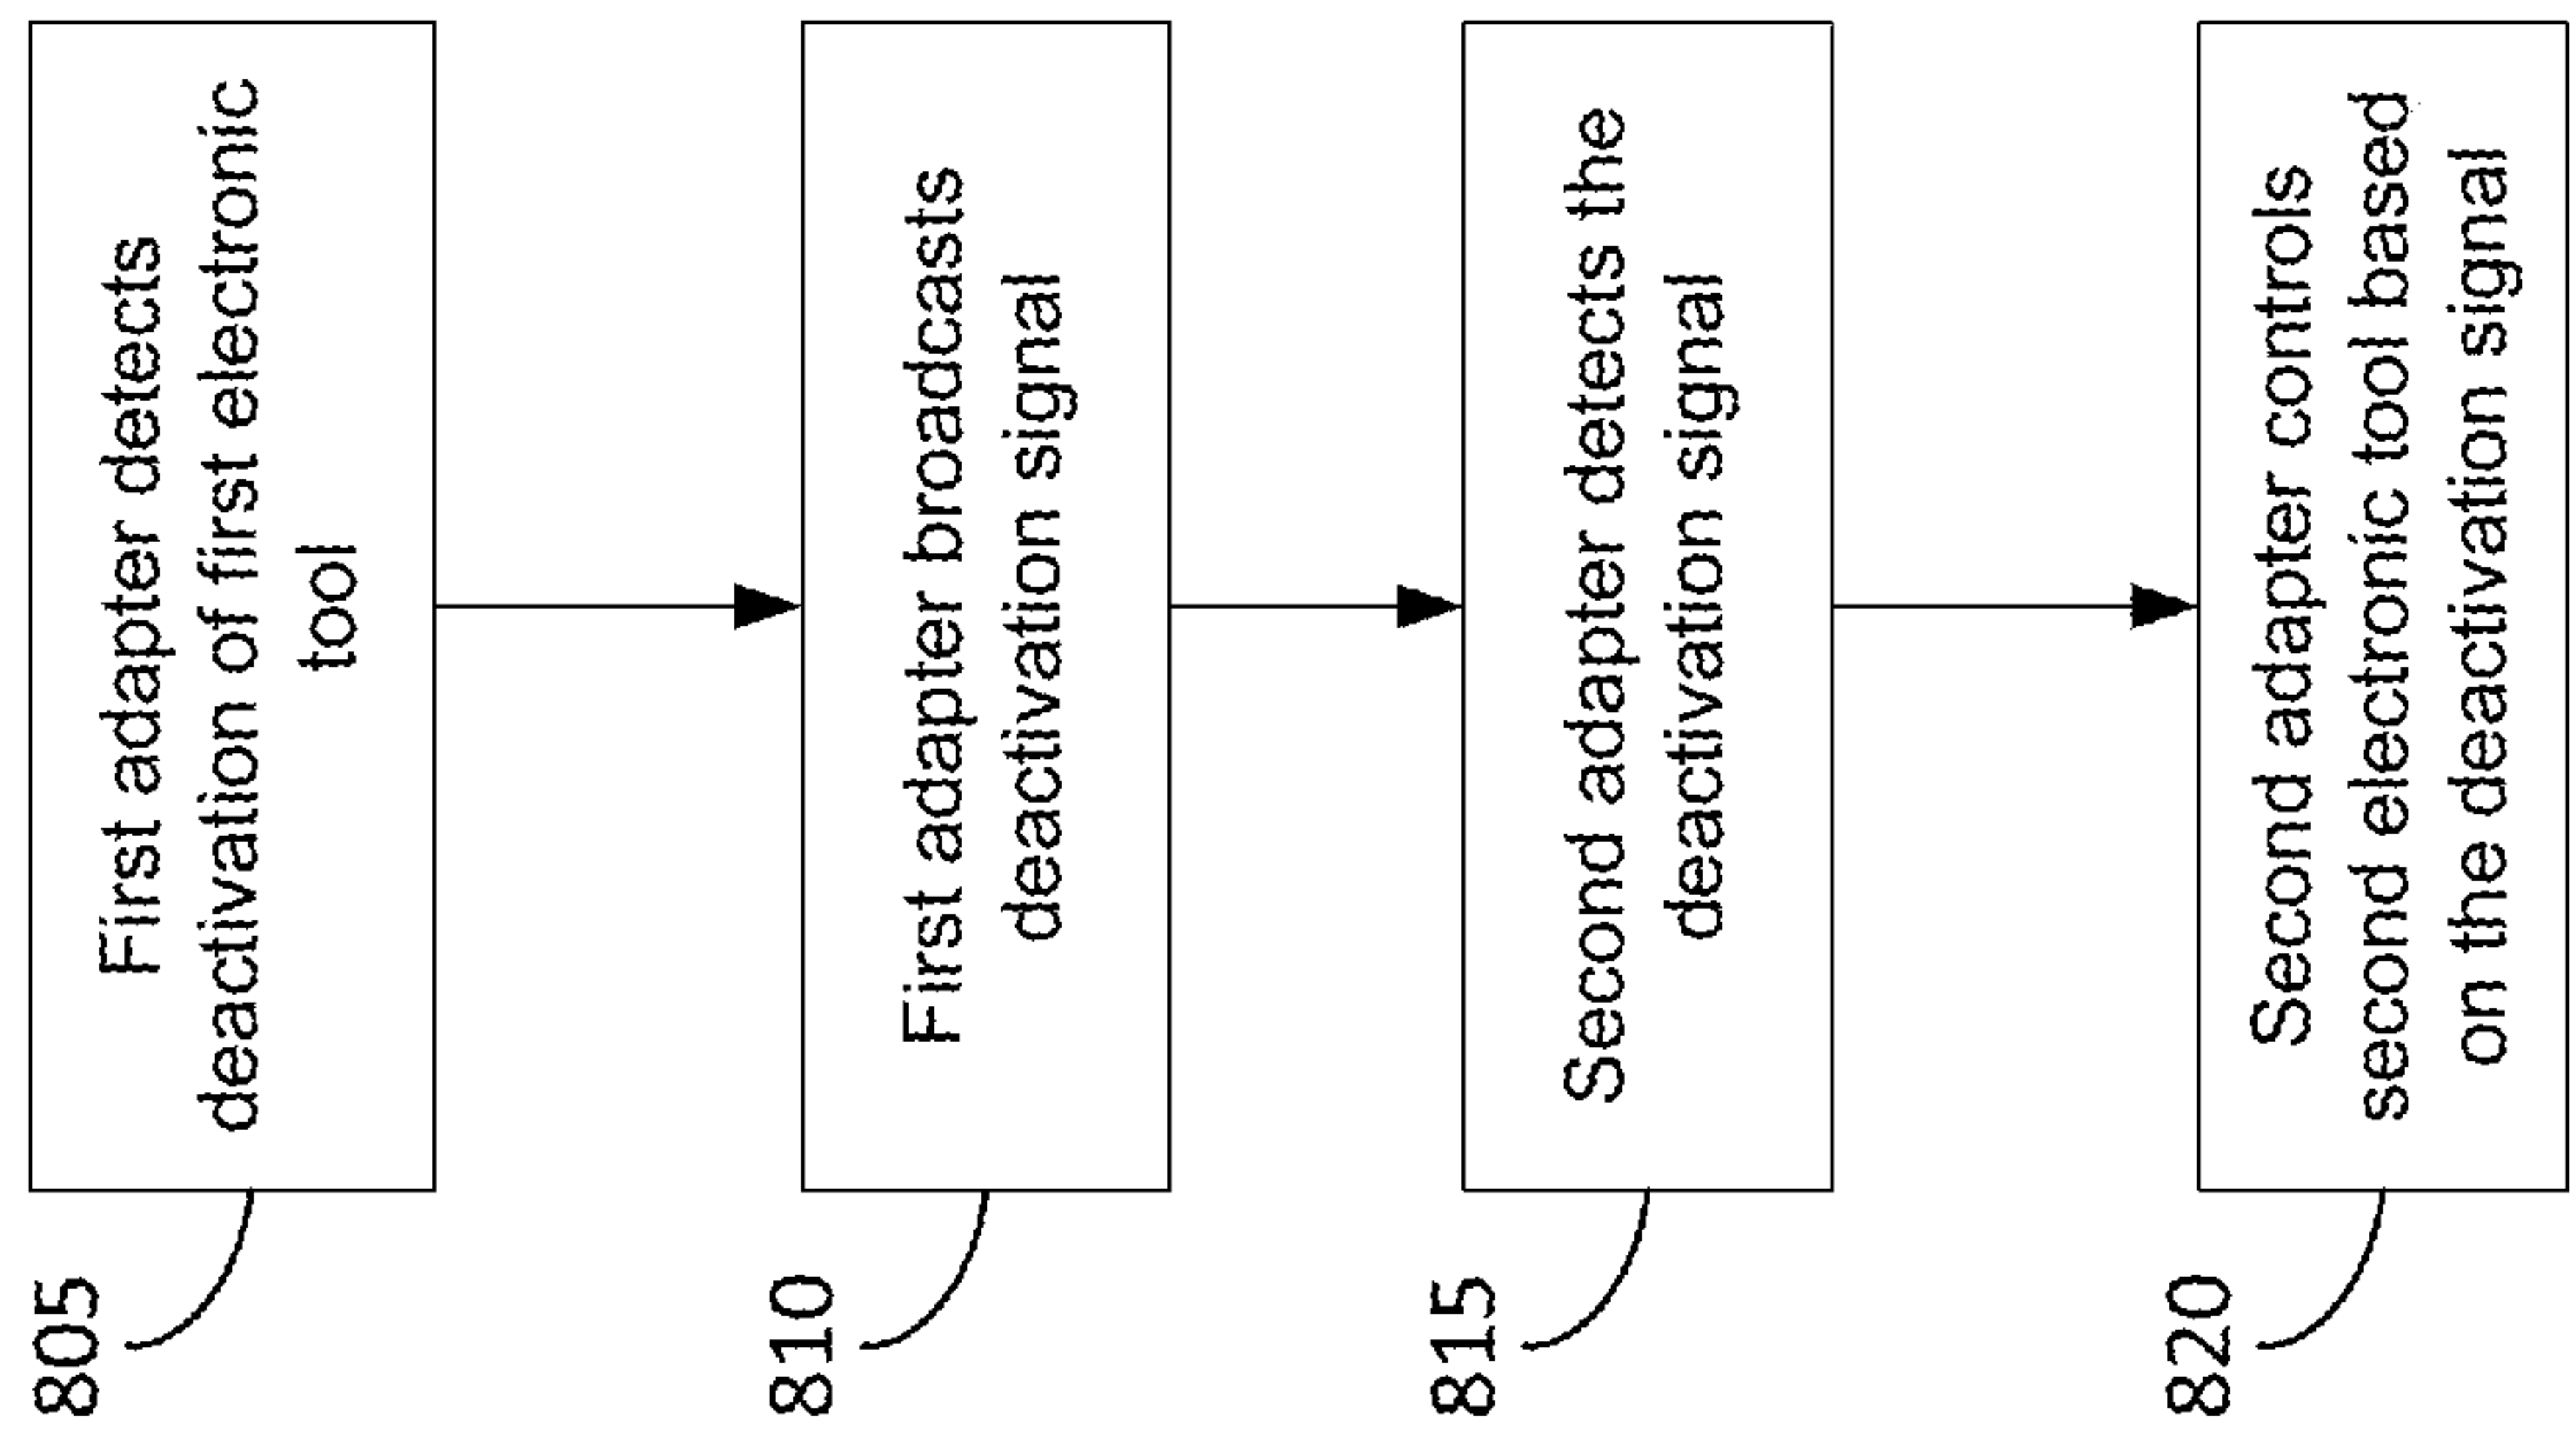 805
First adapter detects
deactivation of first electronic
tool
810
First adapter broadcasts
deactivation signal
815
Second adapter detects the
deactivation signal
820
Second adapter controls
second electronic tool based
on the deactivation signal